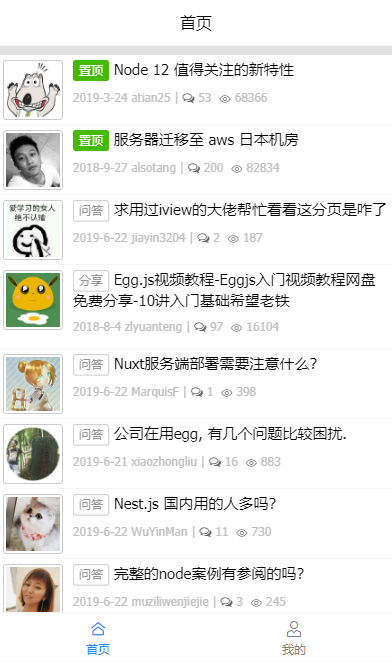 首页
置顶 Node 12 值得关注的新特性
2019-3-24 atian25 | 53 68366
置顶 服务器迁移至 aws 日本机房
2018-9-27 alsotang | 200 82834
爱学习的女人
绝不认输
问答 求用过iview的大佬帮忙看看这分页是咋了
2019-6-22 jiayin3204 | 2 187
分享 Egg.js视频教程-Eggjs入门视频教程网盘
免费分享-10讲入门基础希望老铁
2018-8-4 zlyuanteng | 97 16104
问答 Nuxt服务端部署需要注意什么?
2019-6-22 MarquisF | 1 398
问答 公司在用egg, 有几个问题比较困扰.
2019-6-21 xiaozhongliu | 16 883
问答 Nest.js 国内用的人多吗?
2019-6-22 WuYinMan | 11 730
问答 完整的node案例有参阅的吗?
2019-6-22 muziliwenjiejie | 3 245
首页 我的